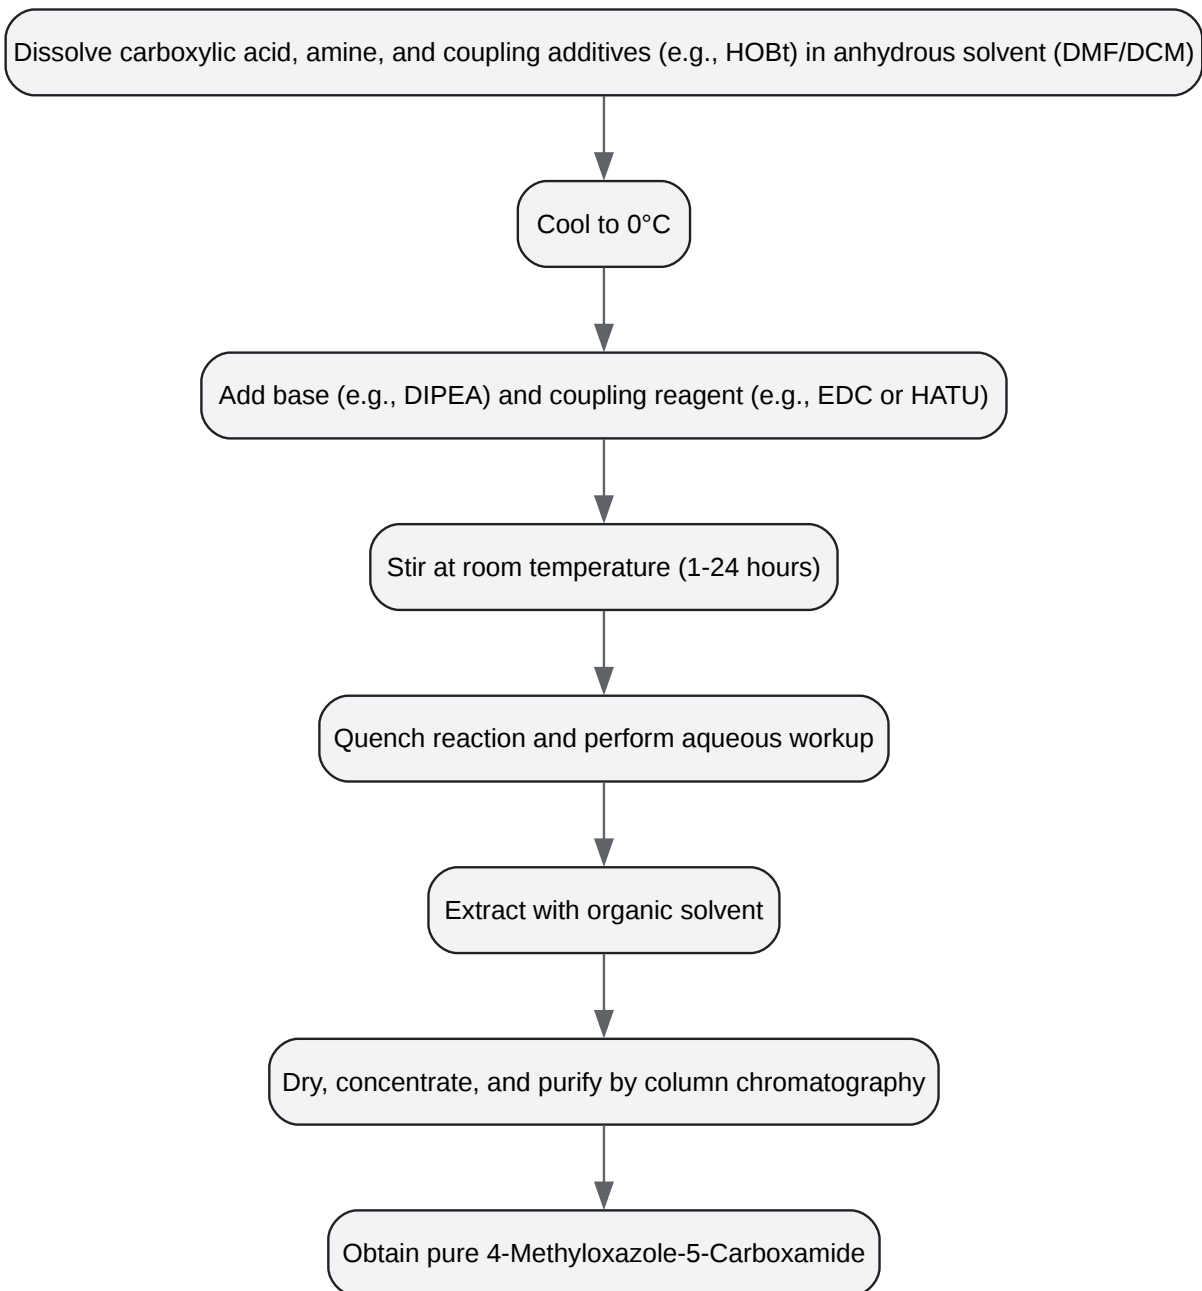 Dissolve carboxylic acid, amine, and coupling additives (e.g., HOBt) in anhydrous solvent (DMF/DCM)
Cool to 0°C
Add base (e.g., DIPEA) and coupling reagent (e.g., EDC or HATU)
Stir at room temperature (1-24 hours)
Quench reaction and perform aqueous workup
Extract with organic solvent
Dry, concentrate, and purify by column chromatography
Obtain pure 4-Methyloxazole-5-Carboxamide